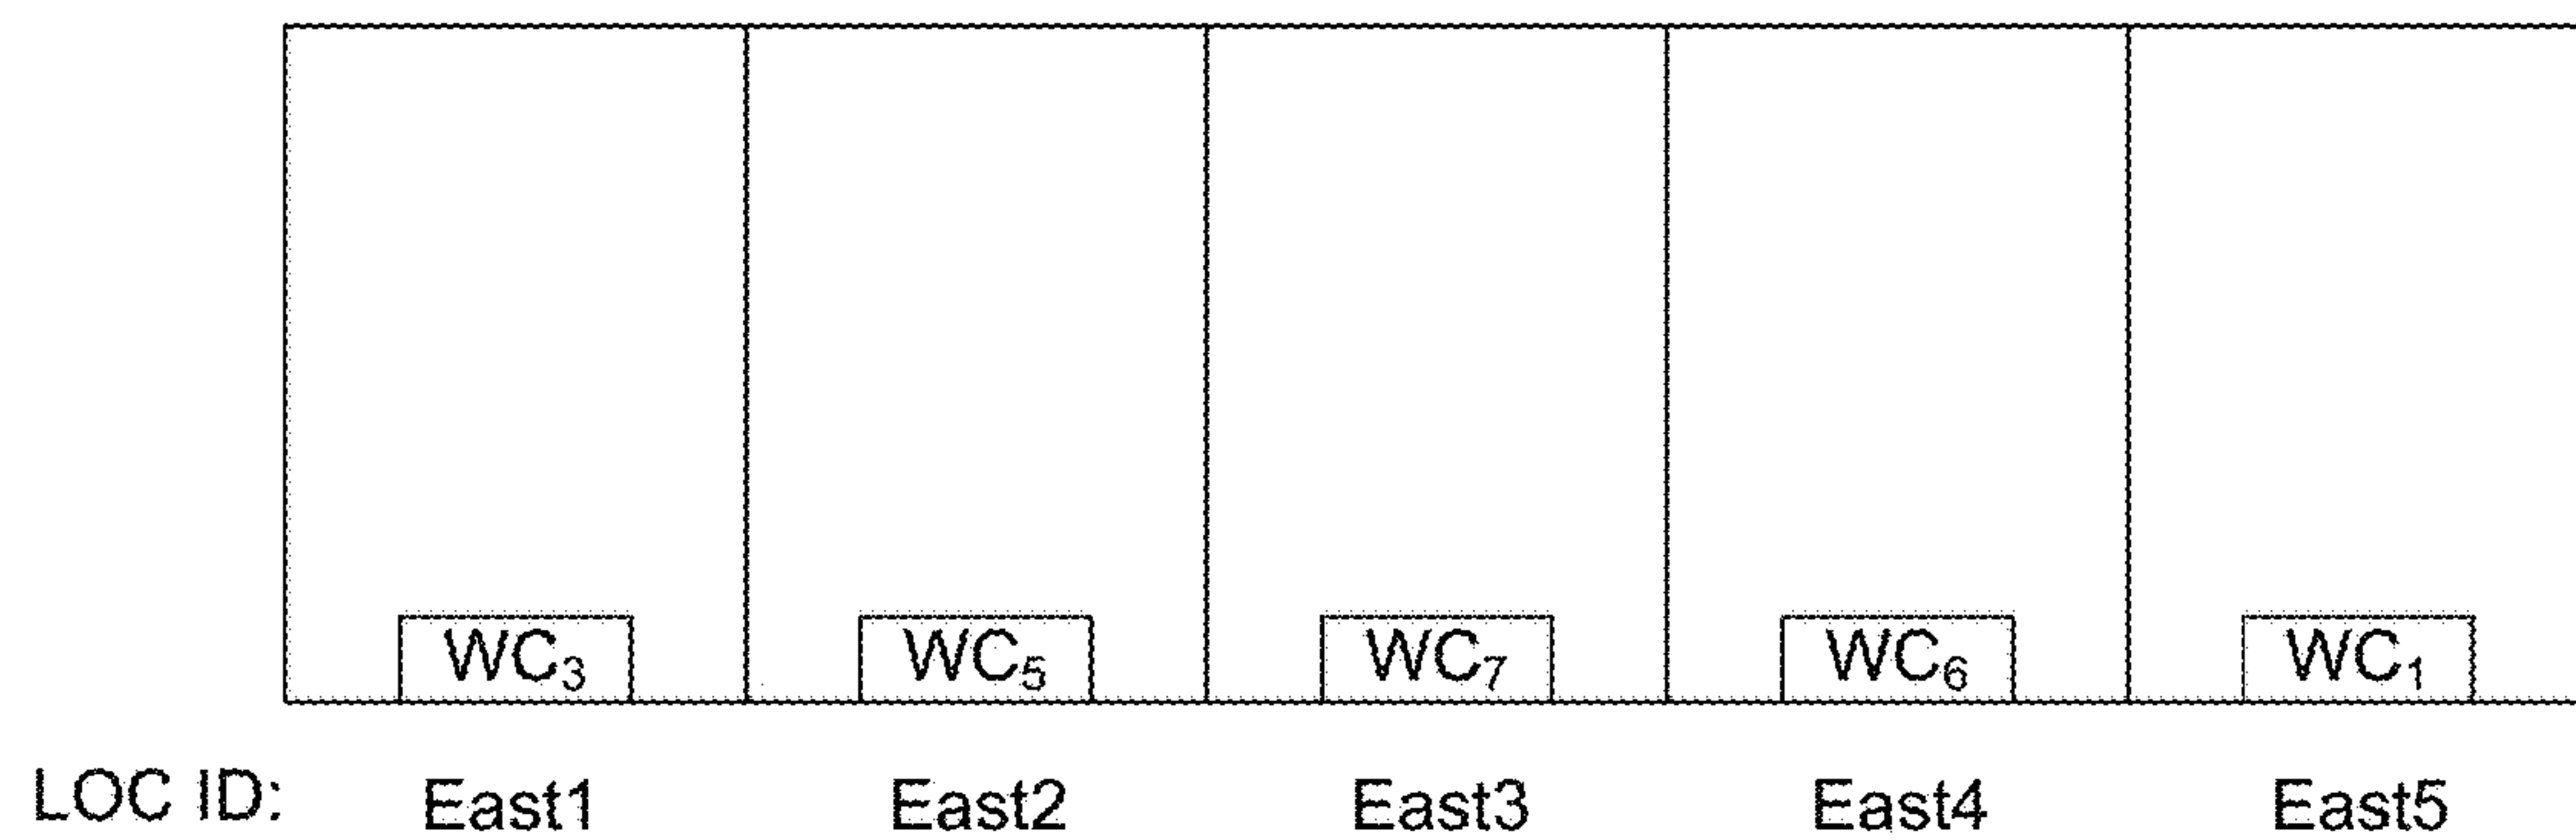 WC₃ WC₅ WC₇ WC₆ WC₁
LOC ID: East1 East2 East3 East4 East5